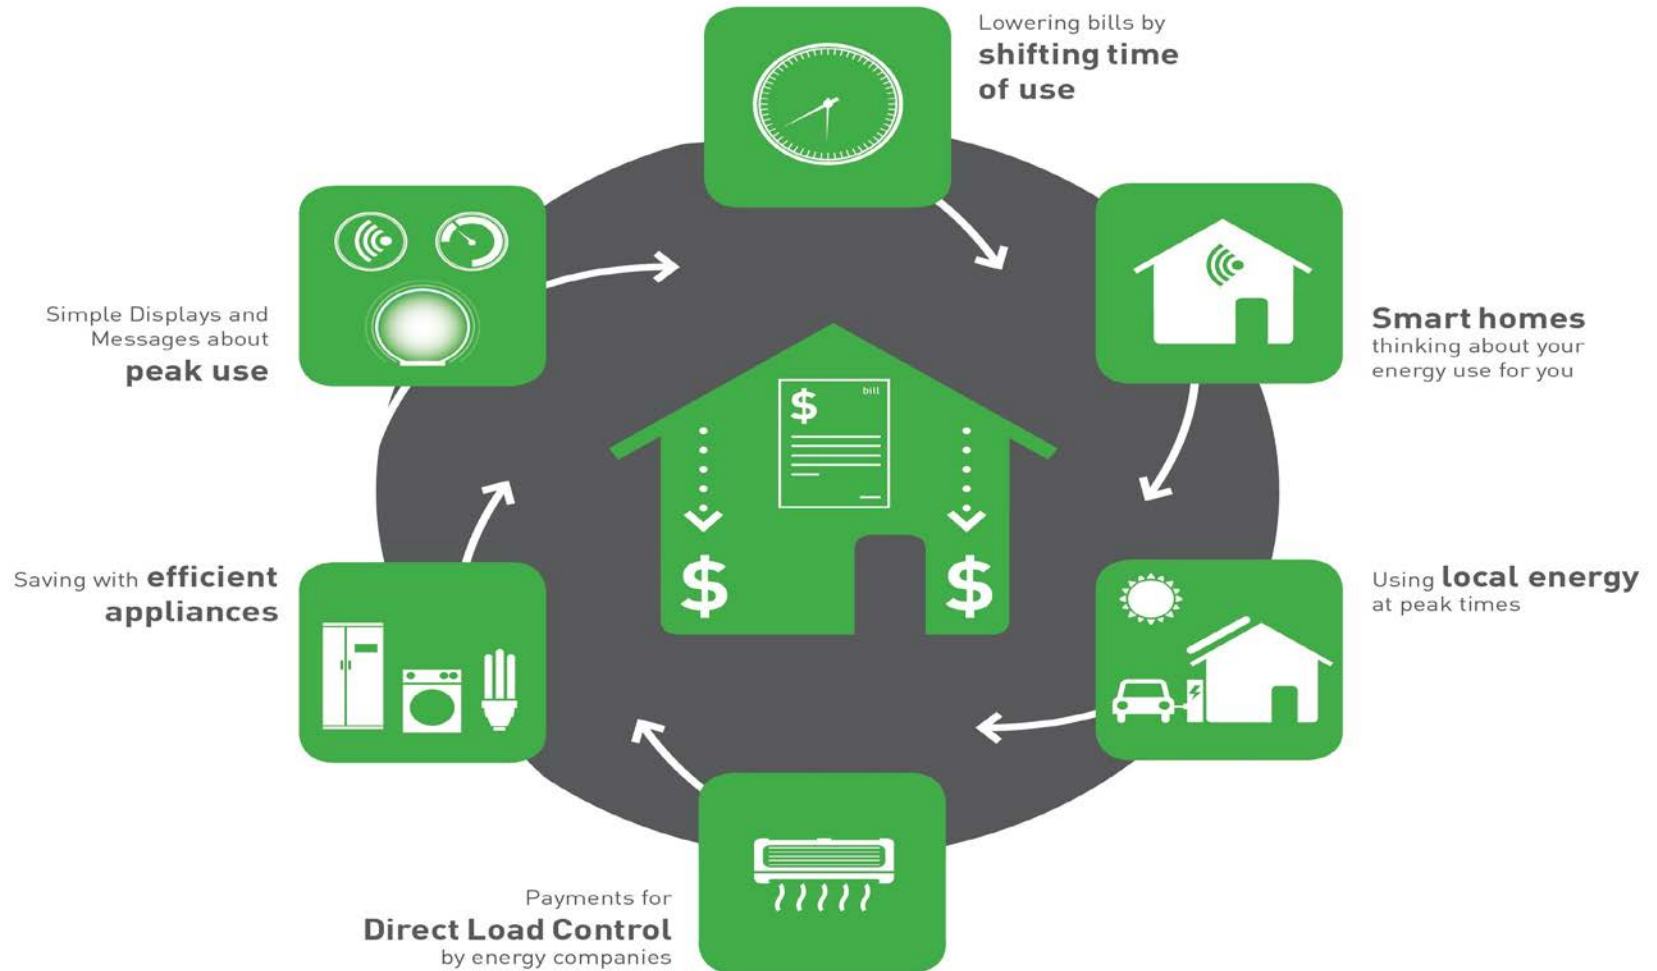 Lowering bills by
shifting time
of use
Smart homes
thinking about your
energy use for you
Using local energy
at peak times
Payments for
Direct Load Control
by energy companies
Saving with efficient
appliances
Simple Displays and
Messages about
peak use
$ bill
$ $